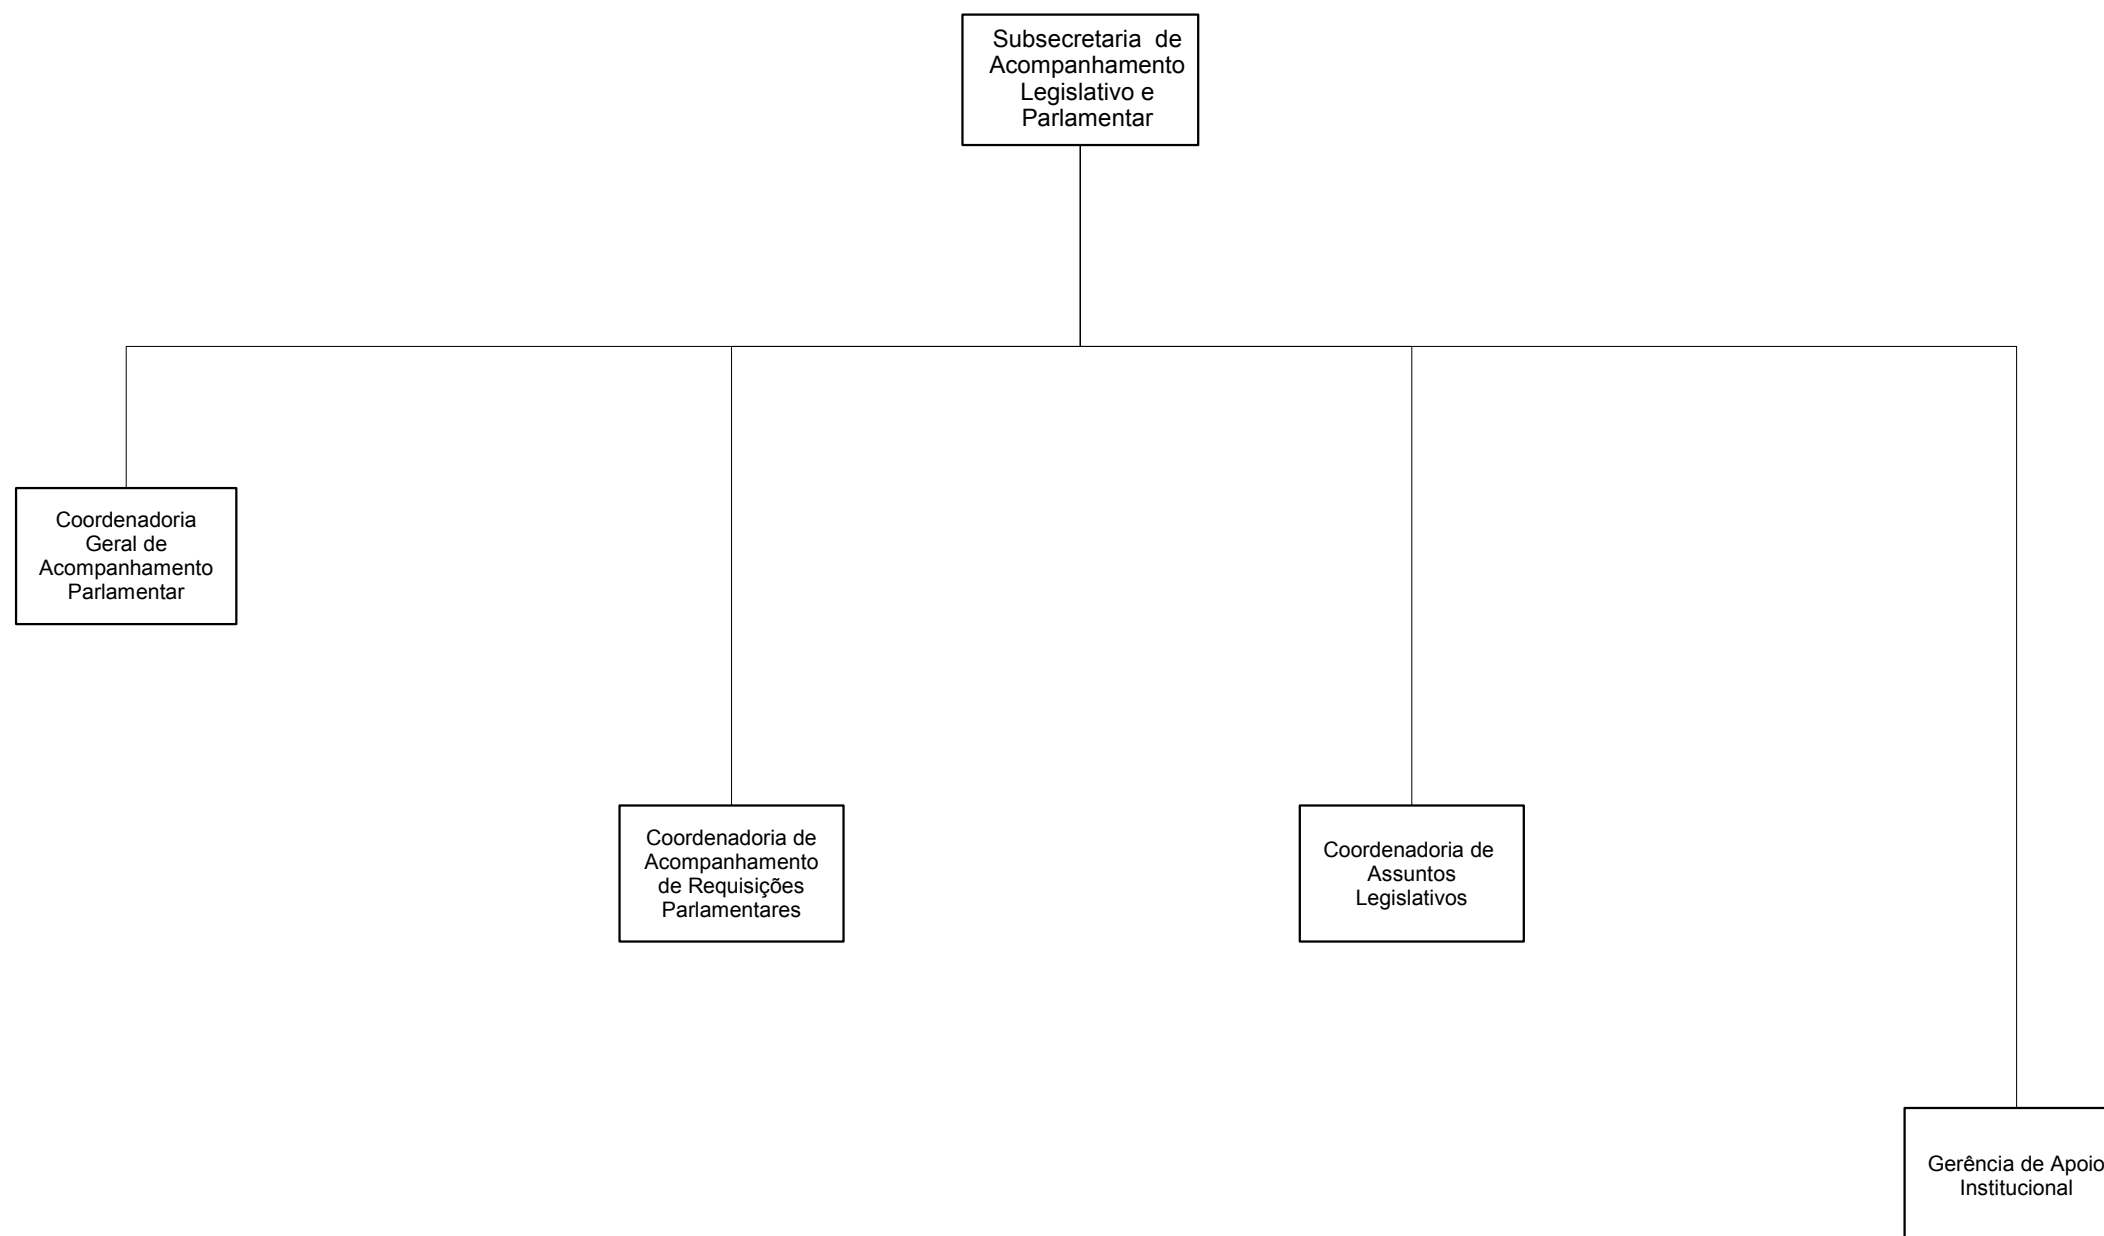 Subsecretaria de
Acompanhamento
Legislativo e
Parlamentar
Coordenadoria
Geral de
Acompanhamento
Parlamentar
Coordenadoria de
Acompanhamento
de Requisições
Parlamentares
Coordenadoria de
Assuntos
Legislativos
Gerência de Apoio
Institucional